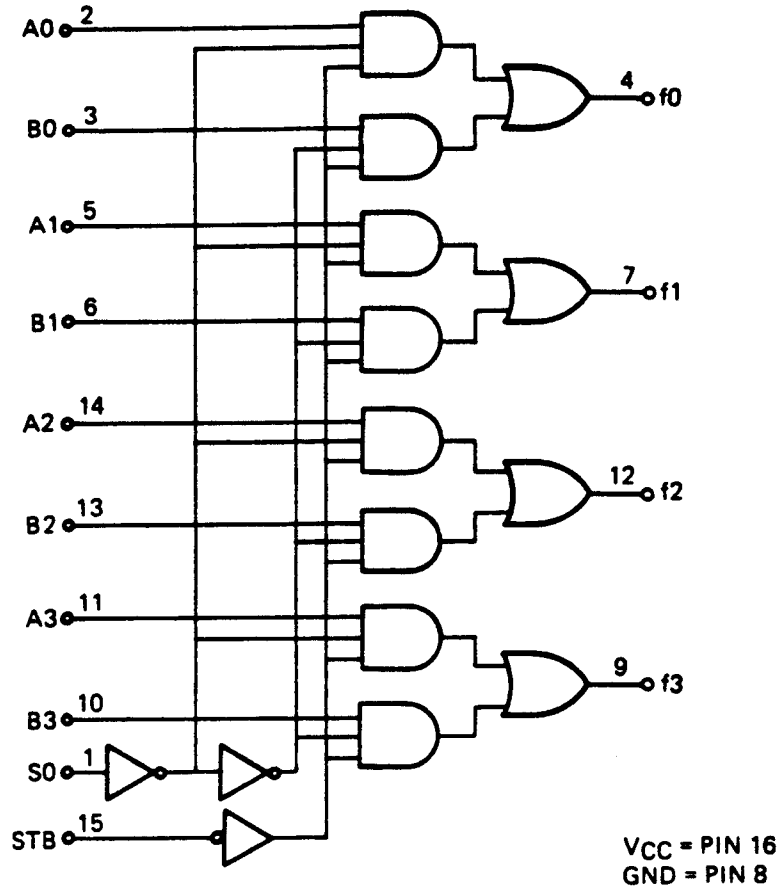 A0 2
4 f0
B0 3
A1 5
7 f1
B1 6
A2 14
12 f2
B2 13
A3 11
9 f3
B3 10
S0 1
STB 15
VCC = PIN 16
GND = PIN 8